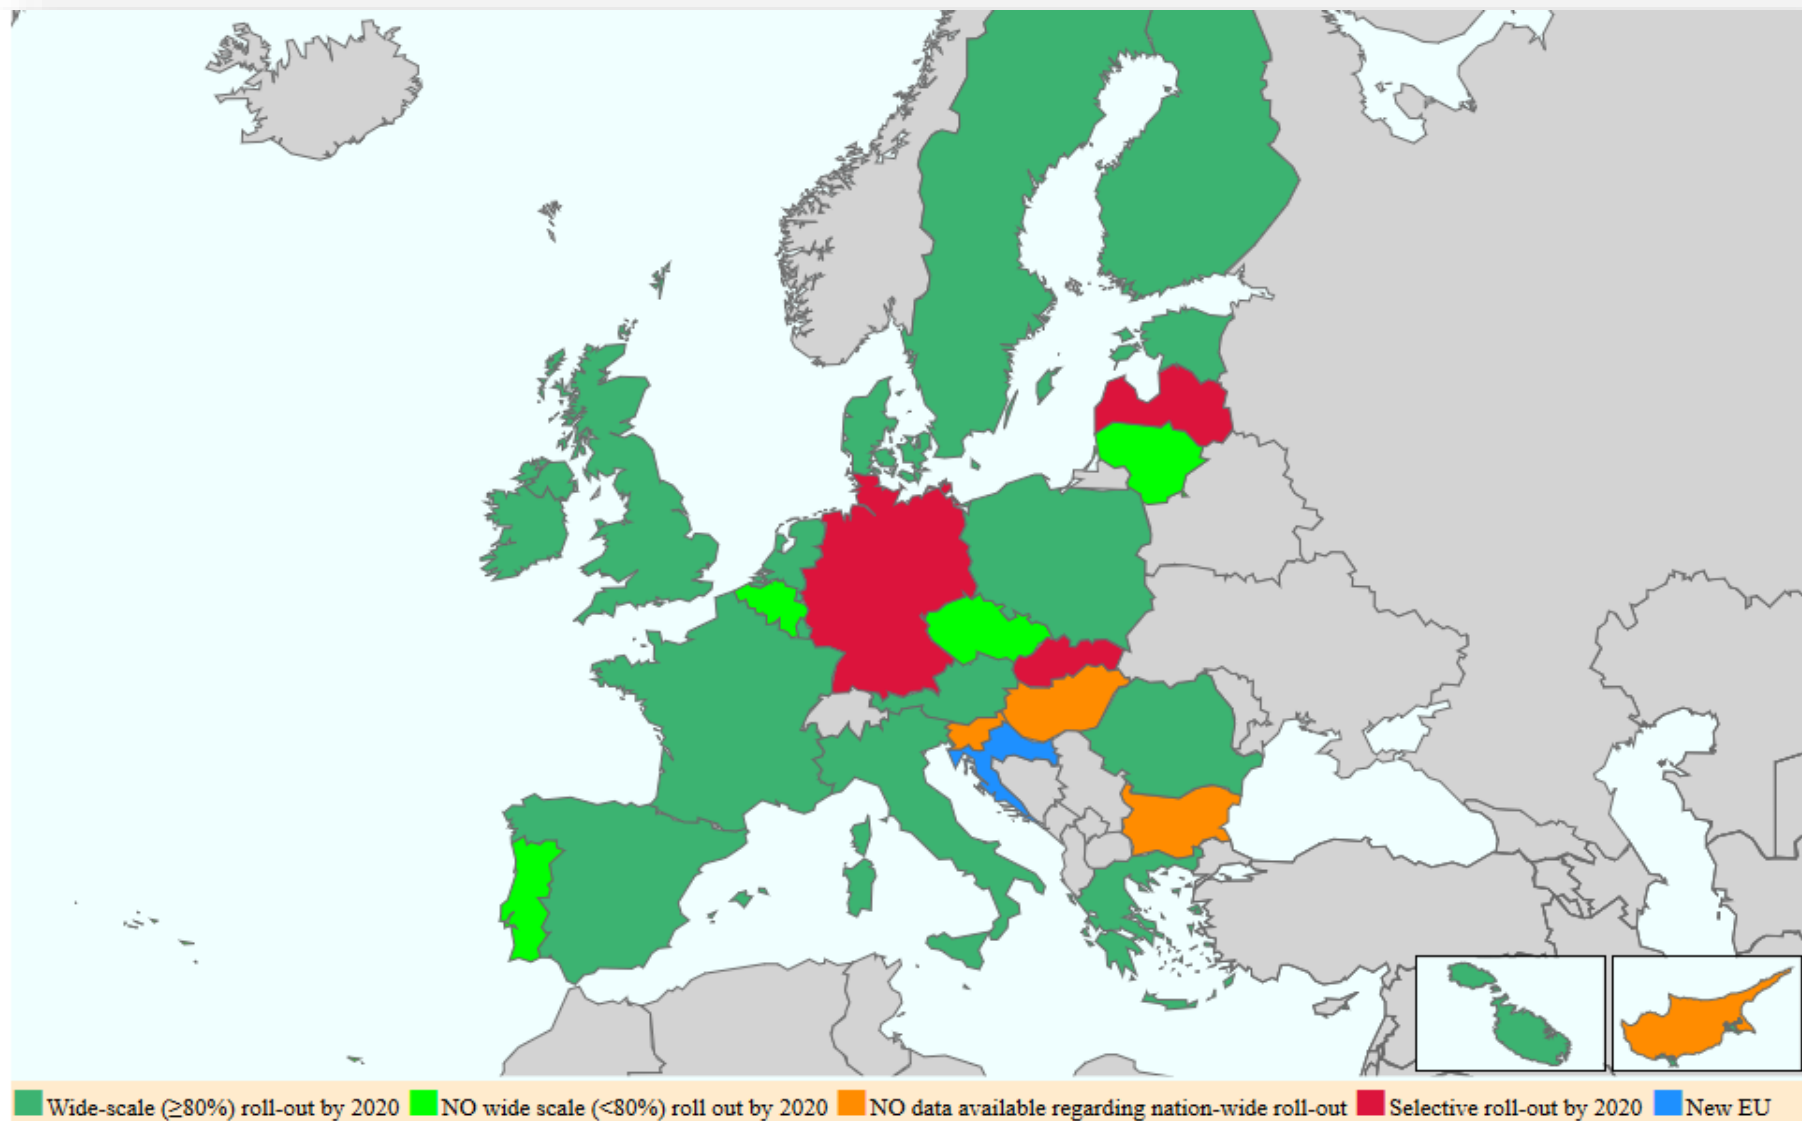 Wide-scale (≥80%) roll-out by 2020 NO wide scale (<80%) roll out by 2020 NO data available regarding nation-wide roll-out Selective roll-out by 2020 New EU